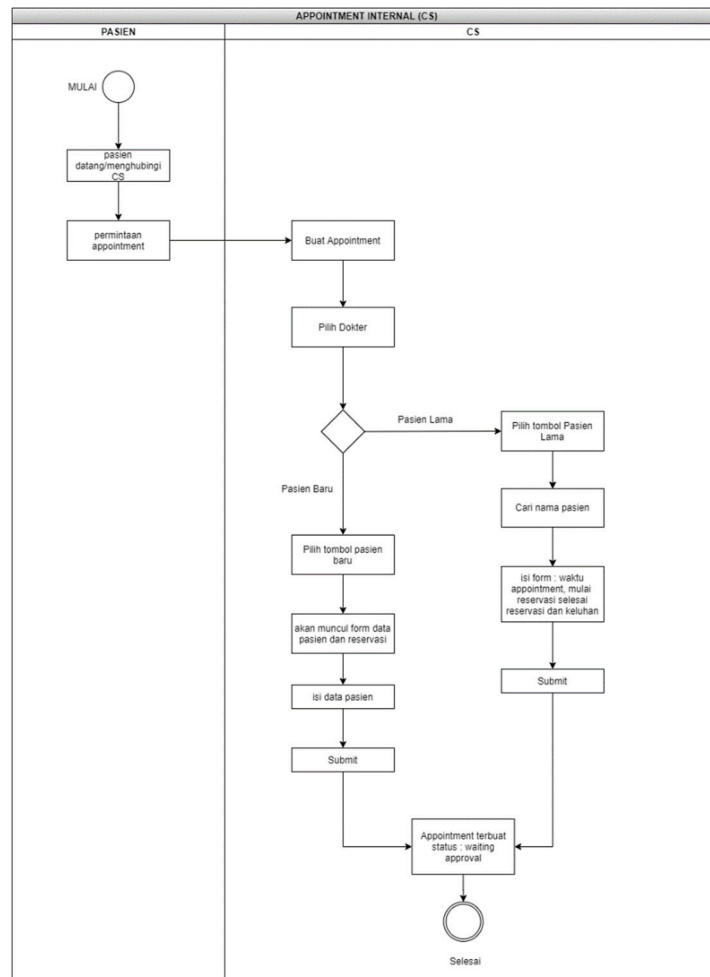 APPOINTMENT INTERNAL (CS)
PASIEN
CS
MULAI
pasien
datang/menghubingi
CS
permintaan
appointment
Buat Appointment
Pilih Dokter
Pasien Lama
Pilih tombol Pasien
Lama
Pasien Baru
Cari nama pasien
Pilih tombol pasien
baru
isi form : waktu
appointment, mulai
reservasi selesai
reservasi dan keluhan
akan muncul form data
pasien dan reservasi
isi data pasien
Submit
Submit
Appointment terbuat
status : waiting
approval
Selesai